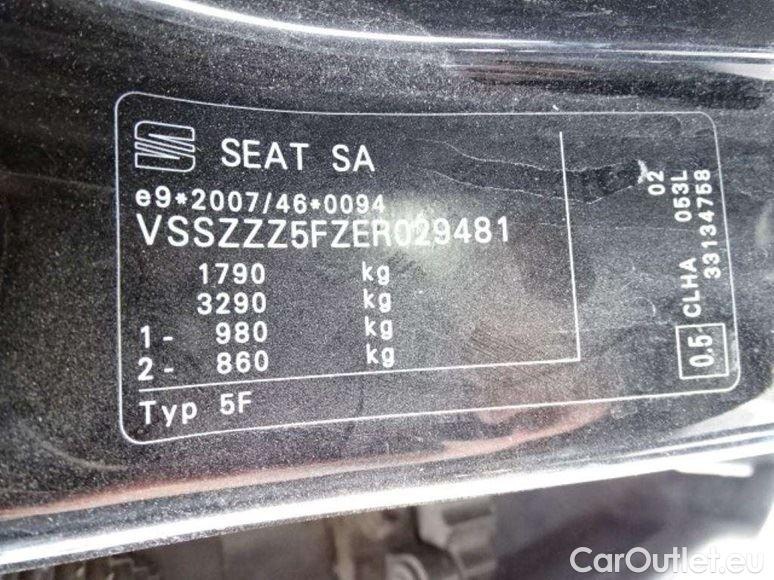 SEAT SA
e9*2007/46*0094
VSSZZZ5FZER029481
1790 kg
3290 kg
1- 980 kg
2- 860 kg
Typ 5F
02
CLHA 053L
33134758
0.5
CarOutlet.eu